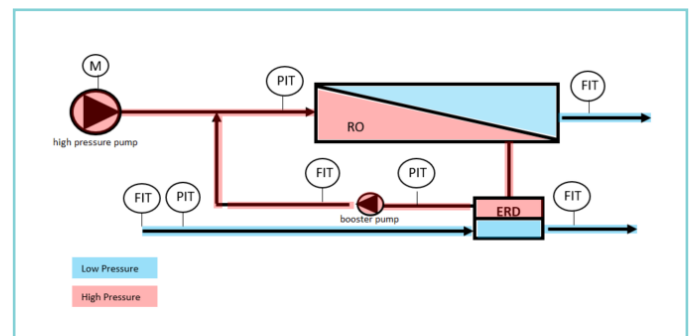 M
PIT
FIT
RO
high pressure pump
FIT
PIT
FIT
PIT
FIT
ERD
booster pump
Low Pressure
High Pressure